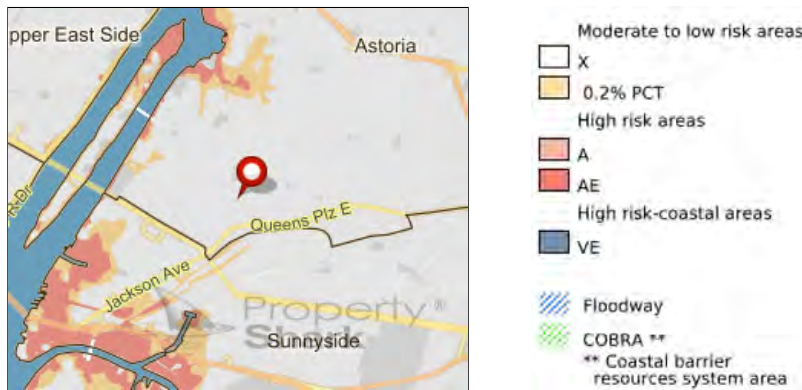 pper East Side
Astoria
R-Dr
Queens Plz E
Jackson Ave
Property ®
Shark
Sunnyside
Moderate to low risk areas
X
0.2% PCT
High risk areas
A
AE
High risk-coastal areas
VE
Floodway
COBRA **
** Coastal barrier
resources system area